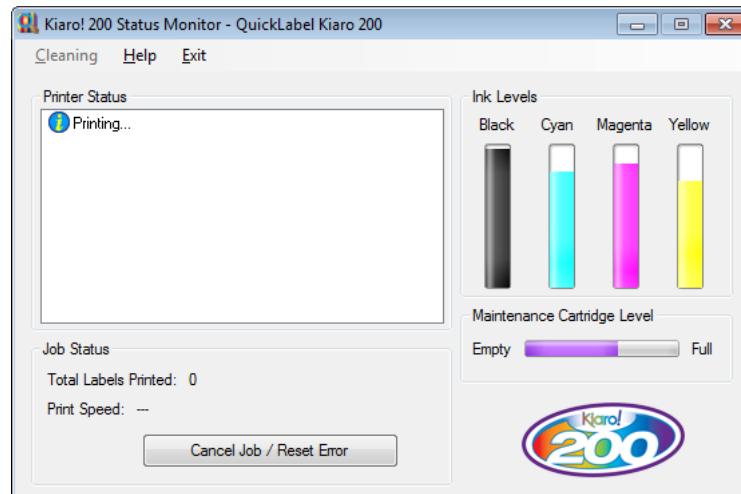 Kiaro! 200 Status Monitor - QuickLabel Kiaro 200
Cleaning Help Exit
Printer Status
Printing...
Ink Levels
Black Cyan Magenta Yellow
Maintenance Cartridge Level
Empty Full
Job Status
Total Labels Printed: 0
Print Speed: ---
Cancel Job / Reset Error
Kiaro!
200